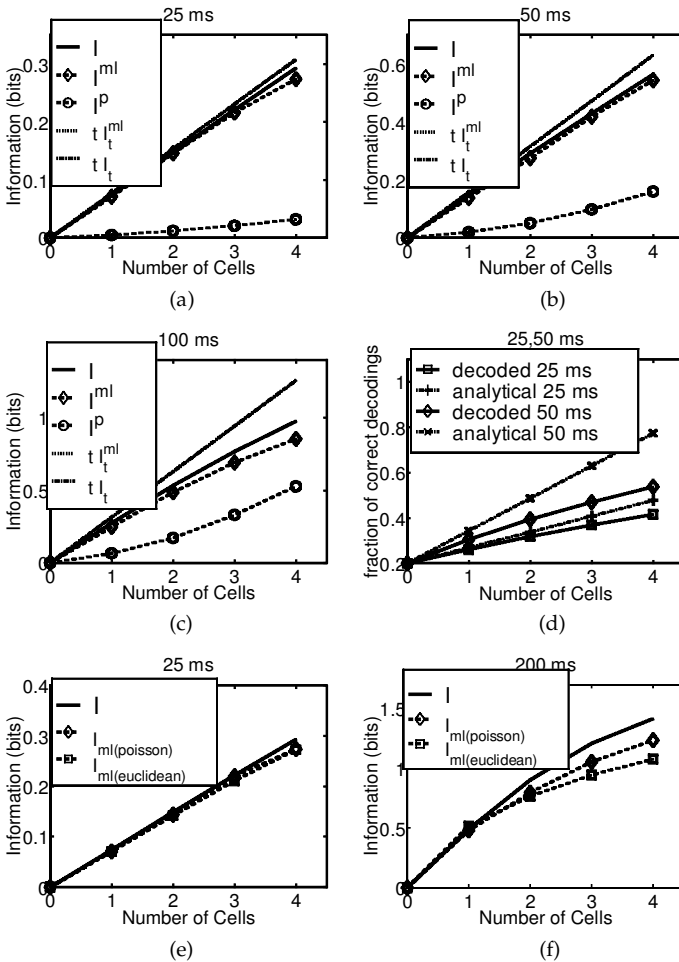 25 ms
Information (bits)
0.3
0.2
0.1
0
I
I^ml
I^p
t I_t^ml
t I_t
0 1 2 3 4
Number of Cells
(a)
50 ms
Information (bits)
0.6
0.4
0.2
0
I
I^ml
I^p
t I_t^ml
t I_t
0 1 2 3 4
Number of Cells
(b)
100 ms
Information (bits)
1
0.5
0
I
I^ml
I^p
t I_t^ml
t I_t
0 1 2 3 4
Number of Cells
(c)
25,50 ms
fraction of correct decodings
1
0.8
0.6
0.4
0.2
decoded 25 ms
analytical 25 ms
decoded 50 ms
analytical 50 ms
0 1 2 3 4
Number of Cells
(d)
25 ms
Information (bits)
0.4
0.3
0.2
0.1
0
I
I_ml(poisson)
I_ml(euclidean)
0 1 2 3 4
Number of Cells
(e)
200 ms
Information (bits)
1.5
1
0.5
0
I
I_ml(poisson)
I_ml(euclidean)
0 1 2 3 4
Number of Cells
(f)